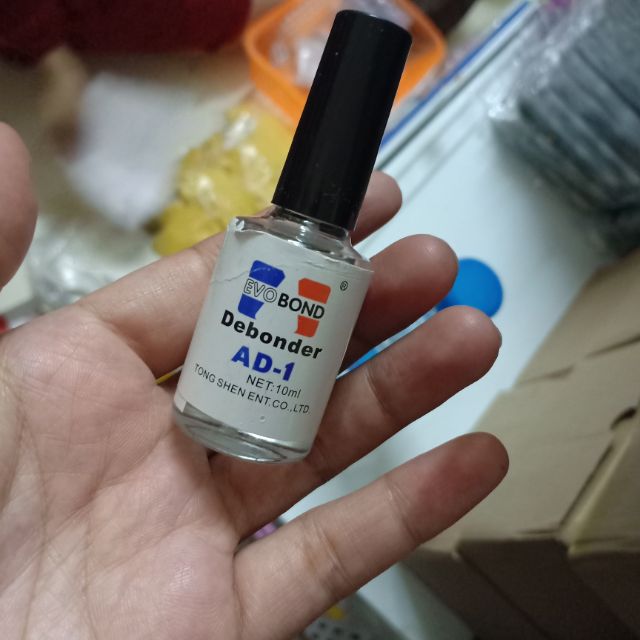 EVO BOND ®
Debonder
AD-1
NET:10ml
TONG SHEN ENT.CO.,LTD